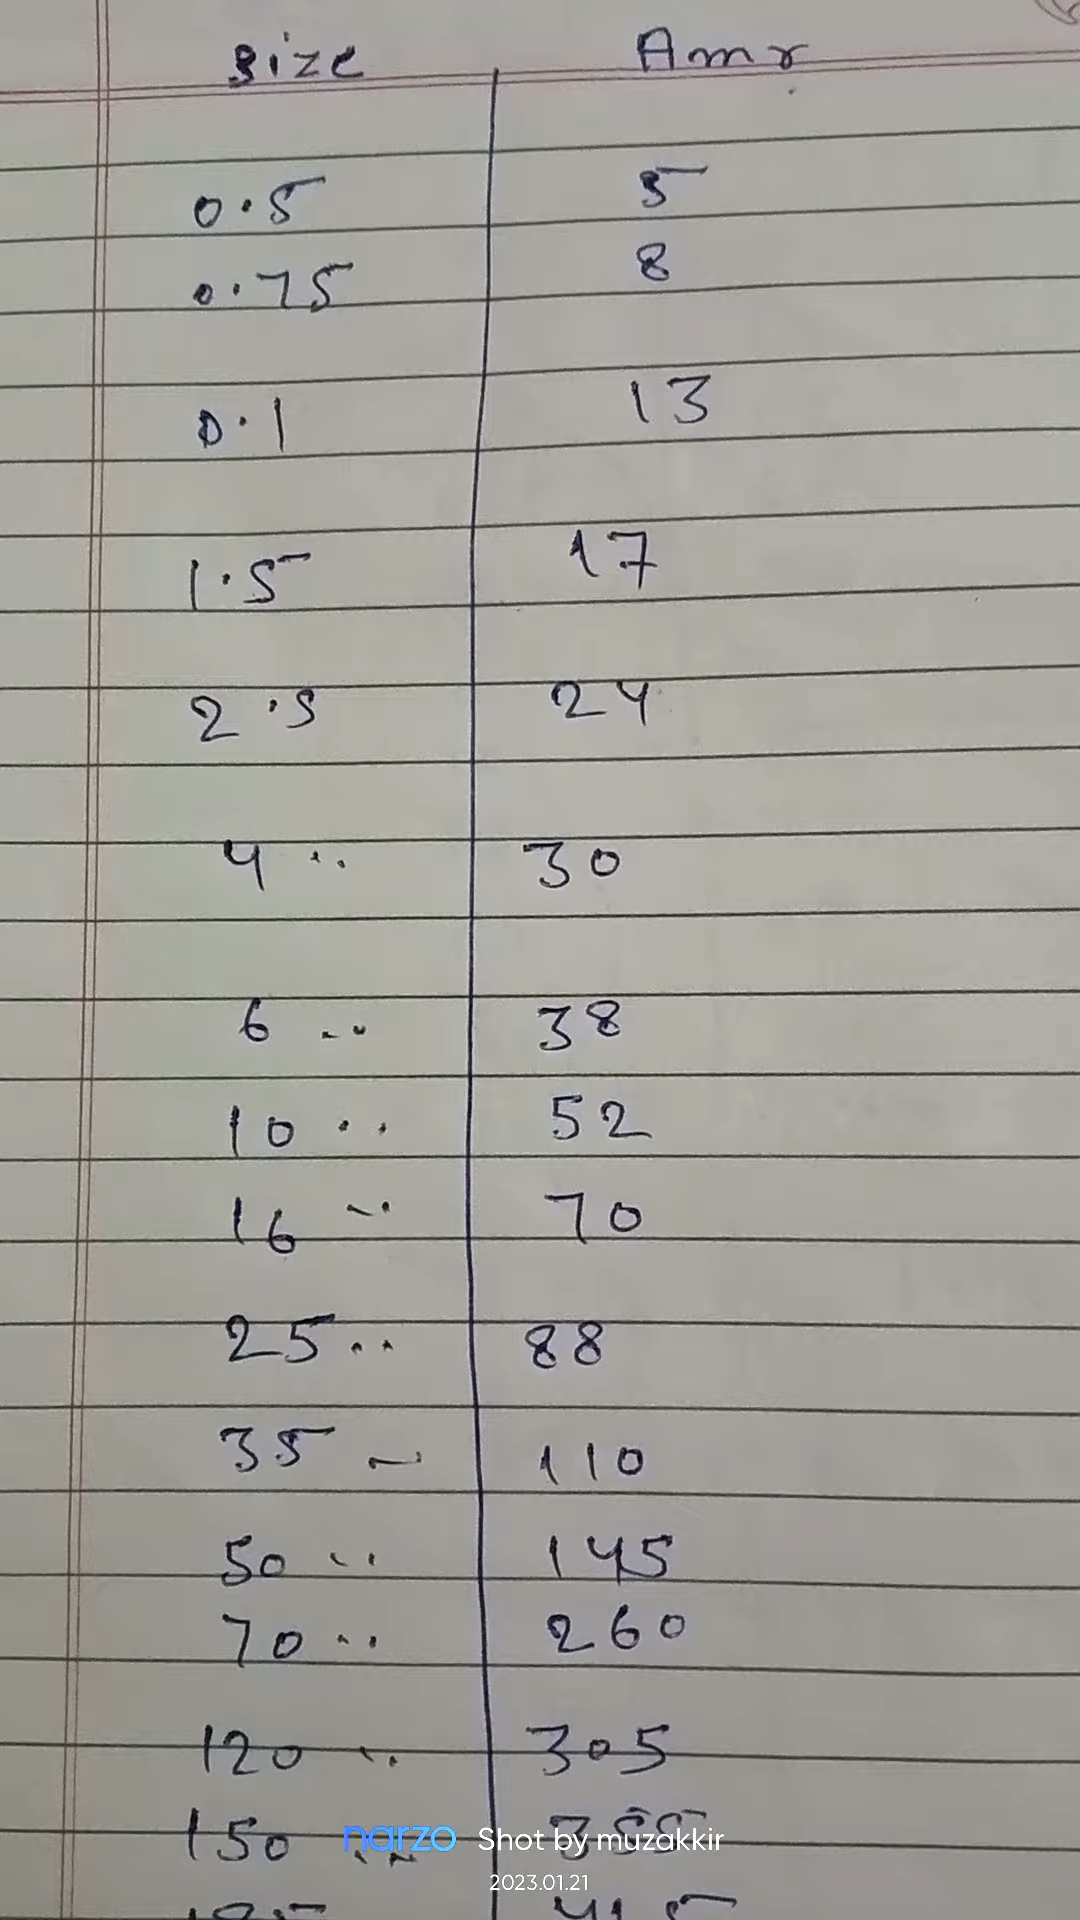 size Amr
0.5 5
0.75 8
0.1 13
1.5 17
2.5 24
4 .. 30
6 .. 38
10 .. 52
16 .. 70
25 .. 88
35 .. 110
50 .. 145
70 .. 260
120 .. 305
150 .. 355
narzo Shot by muzakkir
2023.01.21